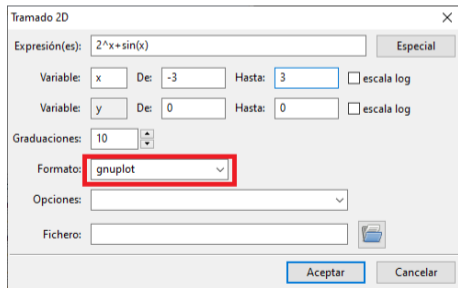 Tramado 2D
Expresión(es): 2^x+sin(x) Especial
Variable: x De: -3 Hasta: 3 escala log
Variable: y De: 0 Hasta: 0 escala log
Graduaciones: 10
Formato: gnuplot
Opciones:
Fichero:
Aceptar Cancelar